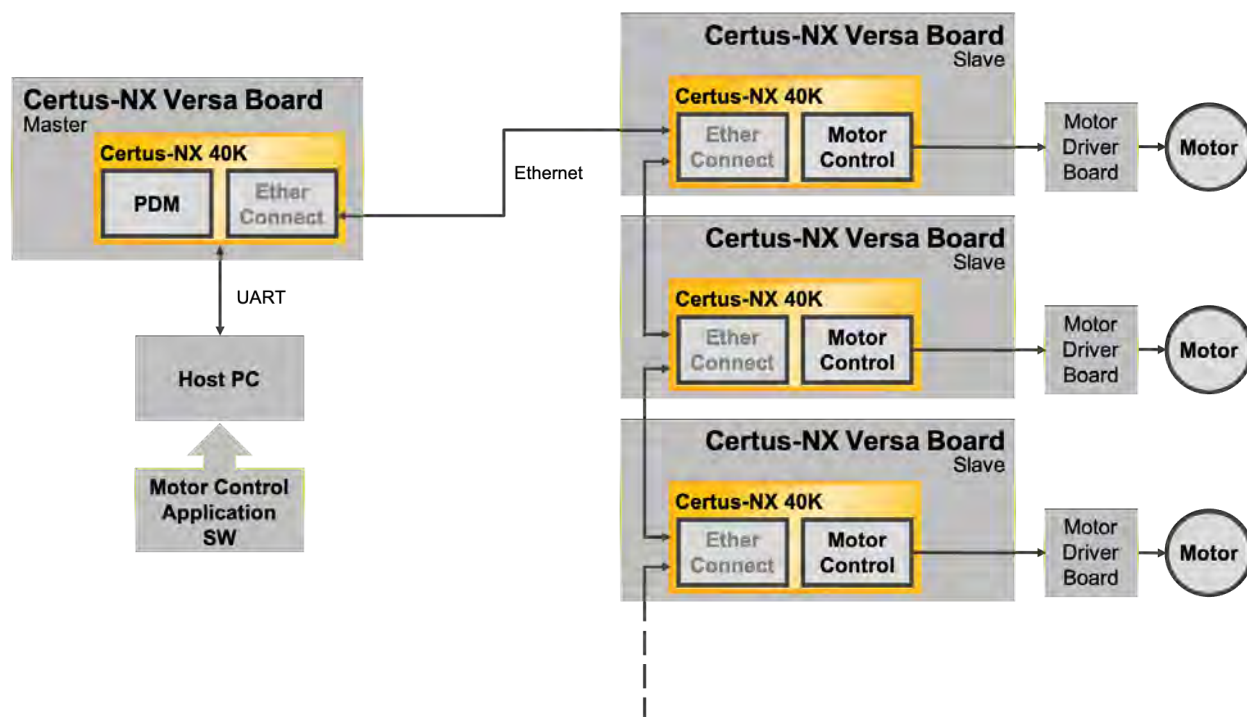 Certus-NX Versa Board
Master
Certus-NX 40K
PDM
Ether
Connect
UART
Host PC
Motor Control
Application
SW
Ethernet
Certus-NX Versa Board
Slave
Certus-NX 40K
Ether
Connect
Motor
Control
Motor
Driver
Board
Motor
Certus-NX Versa Board
Slave
Certus-NX 40K
Ether
Connect
Motor
Control
Motor
Driver
Board
Motor
Certus-NX Versa Board
Slave
Certus-NX 40K
Ether
Connect
Motor
Control
Motor
Driver
Board
Motor